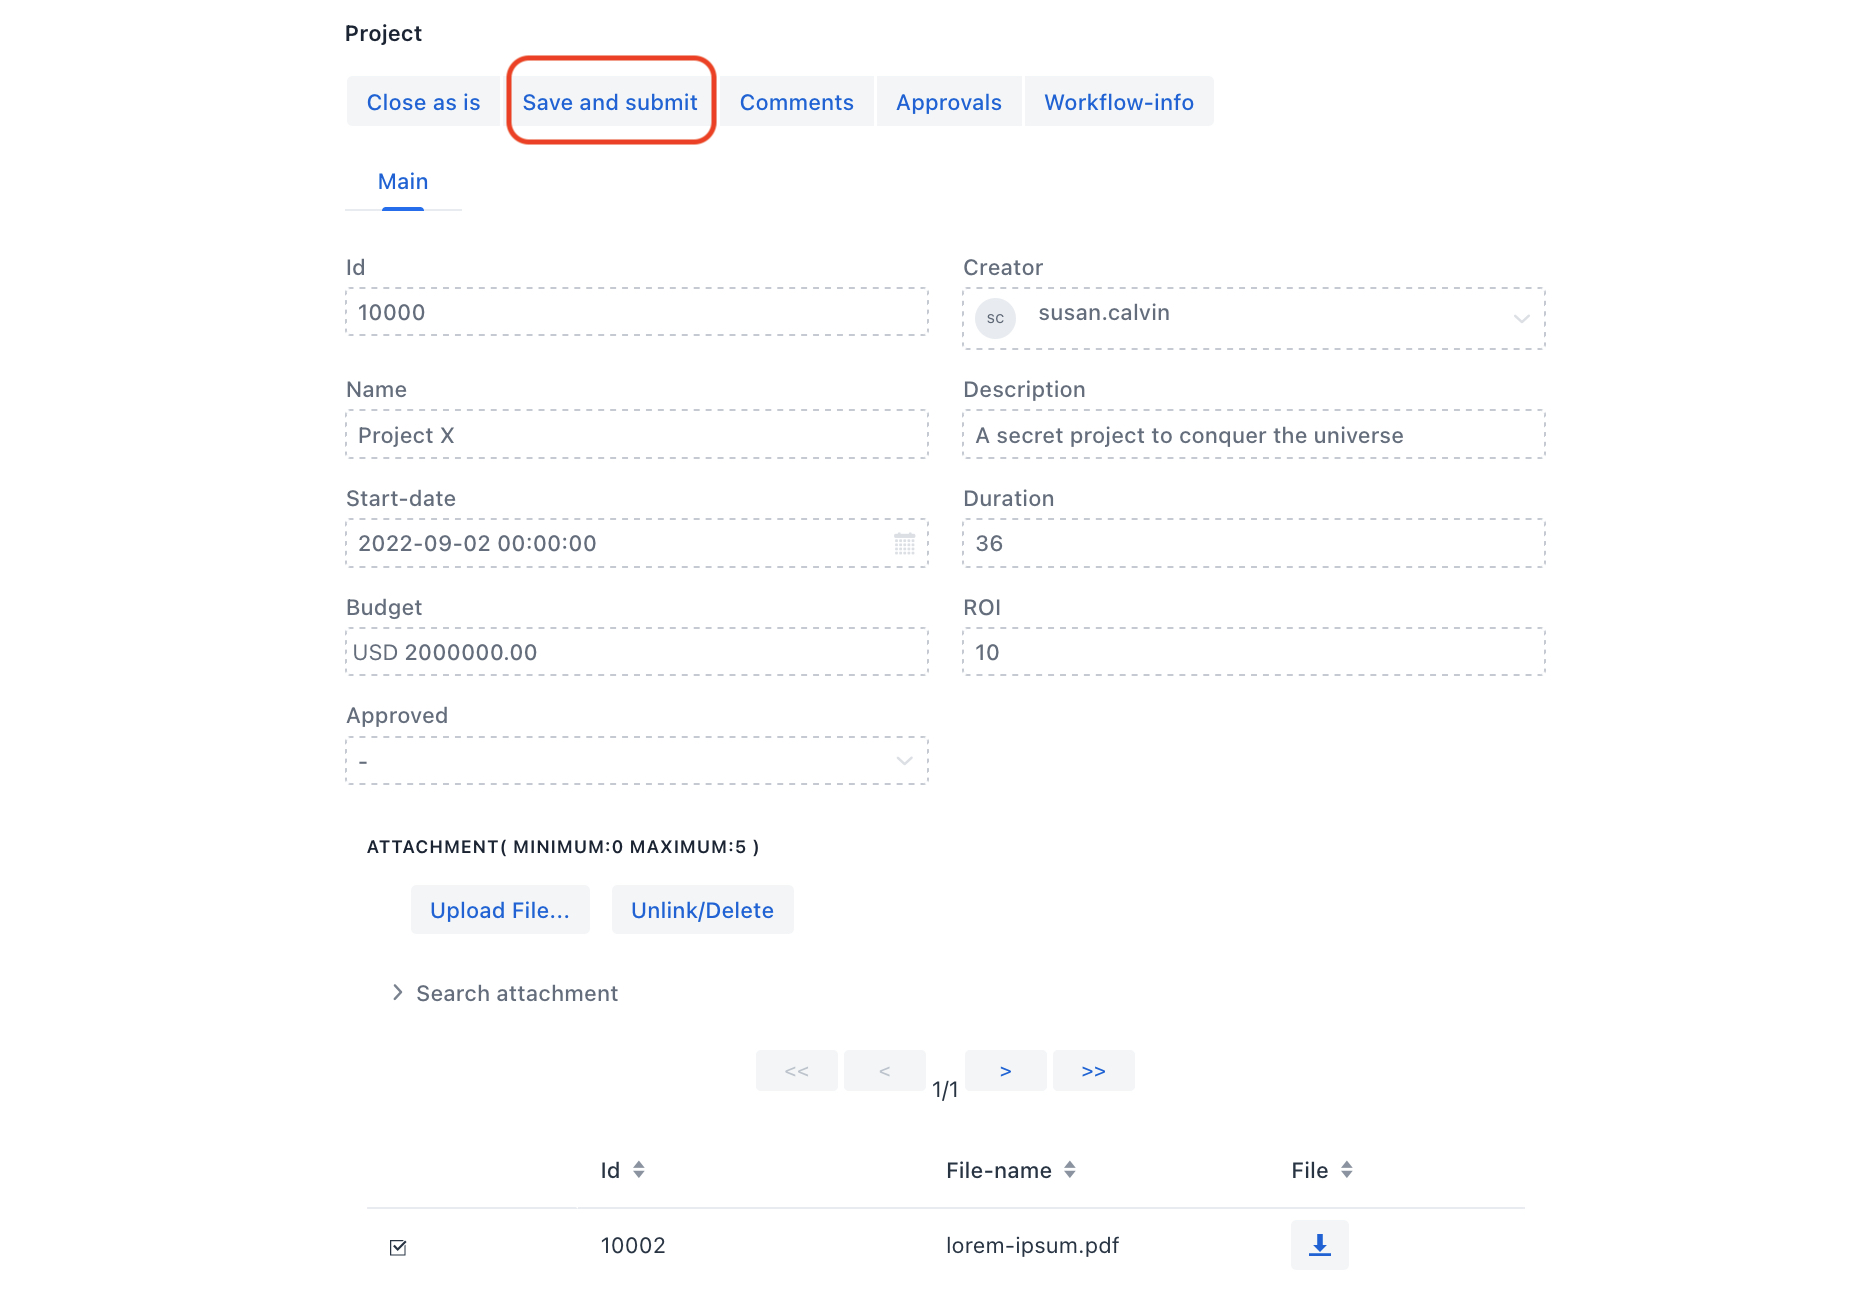 Project
Close as is Save and submit Comments Approvals Workflow-info
Main
Id Creator
10000 SC susan.calvin
Name Description
Project X A secret project to conquer the universe
Start-date Duration
2022-09-02 00:00:00 36
Budget ROI
USD 2000000.00 10
Approved
-
ATTACHMENT( MINIMUM:0 MAXIMUM:5 )
Upload File... Unlink/Delete
Search attachment
<< < 1/1 > >>
Id File-name File
10002 lorem-ipsum.pdf